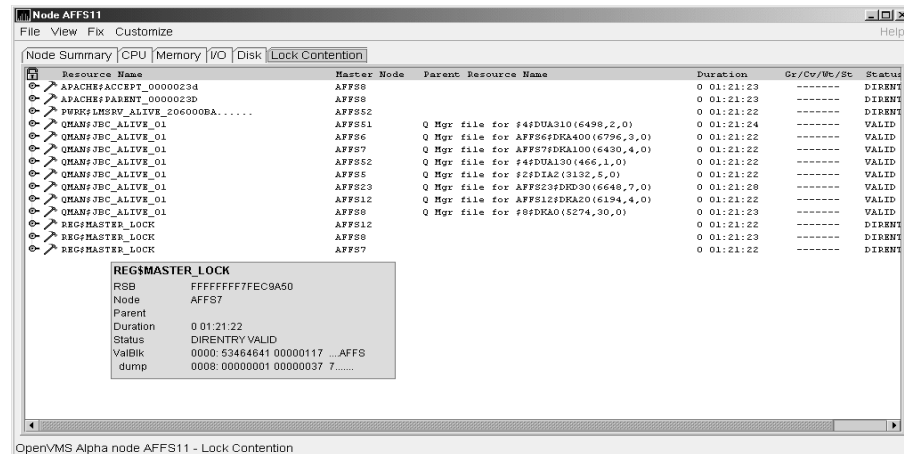 Node AFFS11
File View Fix Customize Help
Node Summary CPU Memory I/O Disk Lock Contention
Resource Name Master Node Parent Resource Name Duration Gr/Cv/Wt/St Status
APACHE$ACCEPT_0000023d AFFS8 0 01:21:23 ------- DIRENT
APACHE$PARENT_0000023D AFFS8 0 01:21:23 ------- DIRENT
PWRK$LMSRV_ALIVE_206000BA...... AFFS52 0 01:21:22 ------- DIRENT
QMAN$JBC_ALIVE_01 AFFS51 Q Mgr file for $4$DUA310(6498,2,0) 0 01:21:24 ------- VALID
QMAN$JBC_ALIVE_01 AFFS6 Q Mgr file for AFFS6$DKA400(6796,3,0) 0 01:21:22 ------- VALID
QMAN$JBC_ALIVE_01 AFFS7 Q Mgr file for AFFS7$DKA100(6430,4,0) 0 01:21:22 ------- VALID
QMAN$JBC_ALIVE_01 AFFS52 Q Mgr file for $4$DUA130(466,1,0) 0 01:21:22 ------- VALID
QMAN$JBC_ALIVE_01 AFFS5 Q Mgr file for $2$DIA2(3132,5,0) 0 01:21:22 ------- VALID
QMAN$JBC_ALIVE_01 AFFS23 Q Mgr file for AFFS23$DKD30(6648,7,0) 0 01:21:28 ------- VALID
QMAN$JBC_ALIVE_01 AFFS12 Q Mgr file for AFFS12$DKA20(6194,4,0) 0 01:21:22 ------- VALID
QMAN$JBC_ALIVE_01 AFFS8 Q Mgr file for $8$DKA0(5274,30,0) 0 01:21:23 ------- VALID
REG$MASTER_LOCK AFFS12 0 01:21:22 ------- DIRENT
REG$MASTER_LOCK AFFS8 0 01:21:23 ------- DIRENT
REG$MASTER_LOCK AFFS7 0 01:21:22 ------- DIRENT
REG$MASTER_LOCK
RSB FFFFFFFF7FEC9A50
Node AFFS7
Parent
Duration 0 01:21:22
Status DIRENTRY VALID
ValBlk 0000: 53464641 00000117 ....AFFS
dump 0008: 00000001 00000037 7.......
OpenVMS Alpha node AFFS11 - Lock Contention